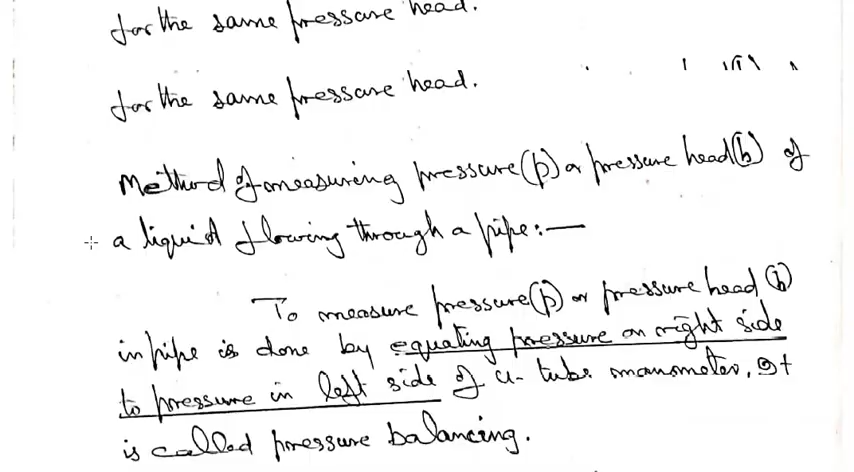 for the same pressure head.
for the same pressure head.
Method of measuring pressure(p) or pressure head(h) of
a liquid flowing through a pipe:—
To measure pressure(p) or pressure head (h)
in pipe is done by equating pressure on right side
to pressure in left side of u-tube manometer. It
is called pressure balancing.